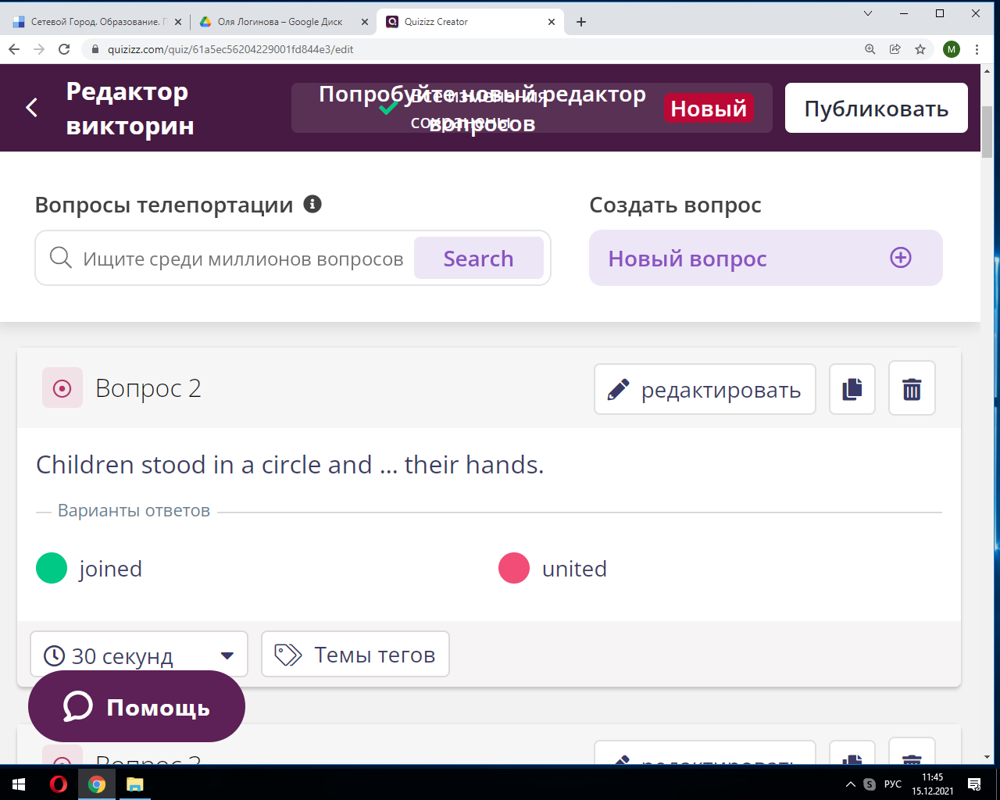 Сетевой Город. Образование. П
Оля Логинова – Google Диск
Quizizz Creator
quizizz.com/quiz/61a5ec56204229001fd844e3/edit
M
Редактор
викторин
Попробуйте новый редактор
вопросов
Все изменения
сохранены
Новый
Публиковать
Вопросы телепортации
Создать вопрос
Ищите среди миллионов вопросов
Search
Новый вопрос
Вопрос 2
редактировать
Children stood in a circle and ... their hands.
Варианты ответов
joined
united
30 секунд
Темы тегов
Помощь
Вопрос 3
редактировать
РУС
11:45
15.12.2021